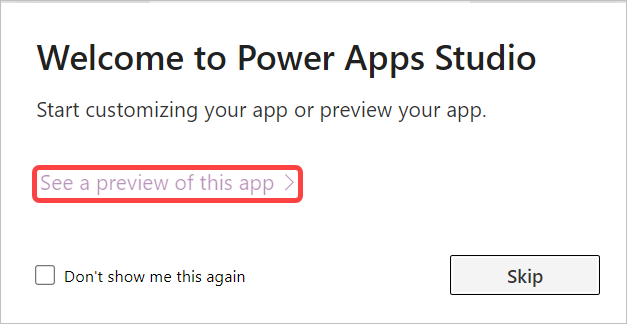 Welcome to Power Apps Studio
Start customizing your app or preview your app.
See a preview of this app >
Don't show me this again
Skip